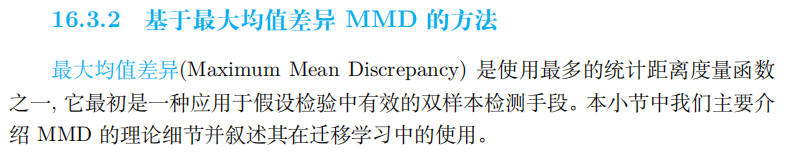 16.3.2 基于最大均值差异 MMD 的方法
最大均值差异(Maximum Mean Discrepancy) 是使用最多的统计距离度量函数
之一, 它最初是一种应用于假设检验中有效的双样本检测手段。本小节中我们主要介
绍 MMD 的理论细节并叙述其在迁移学习中的使用。